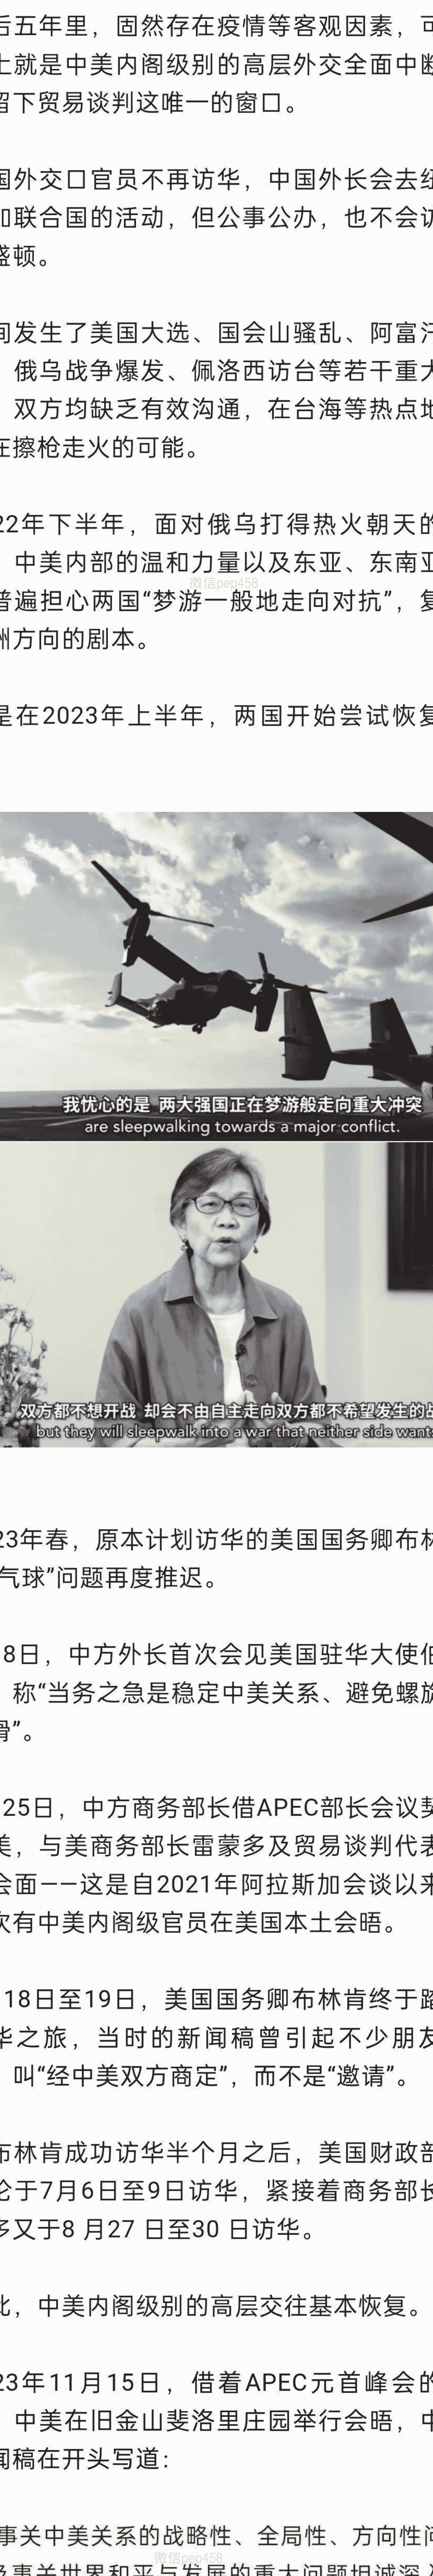 后五年里，固然存在疫情等客观因素，可
上就是中美内阁级别的高层外交全面中断
留下贸易谈判这唯一的窗口。
国外交口官员不再访华，中国外长会去纽
加联合国的活动，但公事公办，也不会访
盛顿。
间发生了美国大选、国会山骚乱、阿富汗
俄乌战争爆发、佩洛西访台等若干重大
双方均缺乏有效沟通，在台海等热点地
在擦枪走火的可能。
22年下半年，面对俄乌打得热火朝天的
中美内部的温和力量以及东亚、东南亚
微信pep458
普遍担心两国“梦游一般地走向对抗”，复
洲方向的剧本。
是在2023年上半年，两国开始尝试恢复
我忧心的是 两大强国正在梦游般走向重大冲突
are sleepwalking towards a major conflict.
双方都不想开战 却会不由自主走向双方都不希望发生的战
but they will sleepwalk into a war that neither side wants
23年春，原本计划访华的美国国务卿布林
气球”问题再度推迟。
8日，中方外长首次会见美国驻华大使伯
称“当务之急是稳定中美关系、避免螺旋
滑”。
25日，中方商务部长借APEC部长会议契
美，与美商务部长雷蒙多及贸易谈判代表
会面——这是自2021年阿拉斯加会谈以来
次有中美内阁级官员在美国本土会晤。
18日至19日，美国国务卿布林肯终于踏
华之旅，当时的新闻稿曾引起不少朋友
叫“经中美双方商定”，而不是“邀请”。
布林肯成功访华半个月之后，美国财政部
伦于7月6日至9日访华，紧接着商务部长
多又于8 月27 日至30 日访华。
此，中美内阁级别的高层交往基本恢复。
23年11月15日，借着APEC元首峰会的
中美在旧金山斐洛里庄园举行会晤，中
闻稿在开头写道：
事关中美关系的战略性、全局性、方向性问
微信pep458
及事关世界和平与发展的重大问题坦诚深入